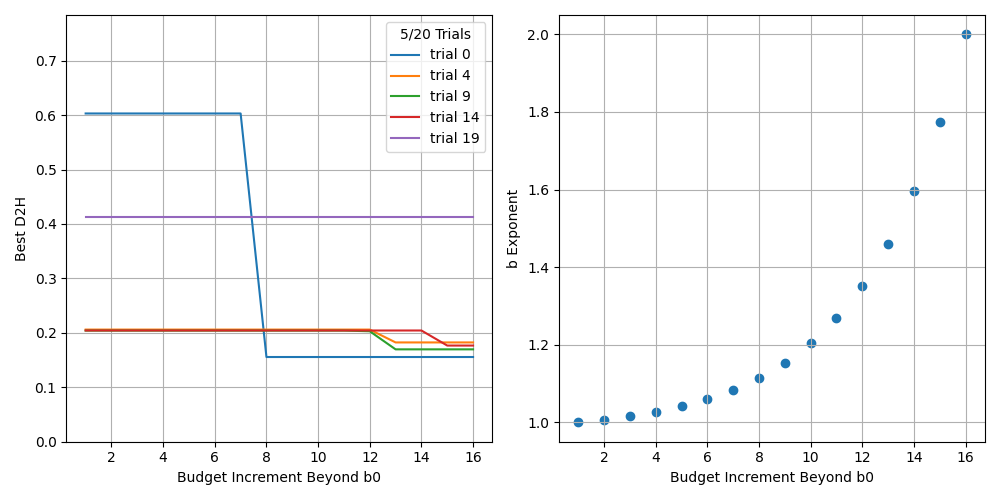 5/20 Trials
trial 0
trial 4
trial 9
trial 14
trial 19
0.7
0.6
0.5
0.4
0.3
0.2
0.1
0.0
Best D2H
2 4 6 8 10 12 14 16
Budget Increment Beyond b0
2.0
1.8
1.6
1.4
1.2
1.0
b Exponent
2 4 6 8 10 12 14 16
Budget Increment Beyond b0